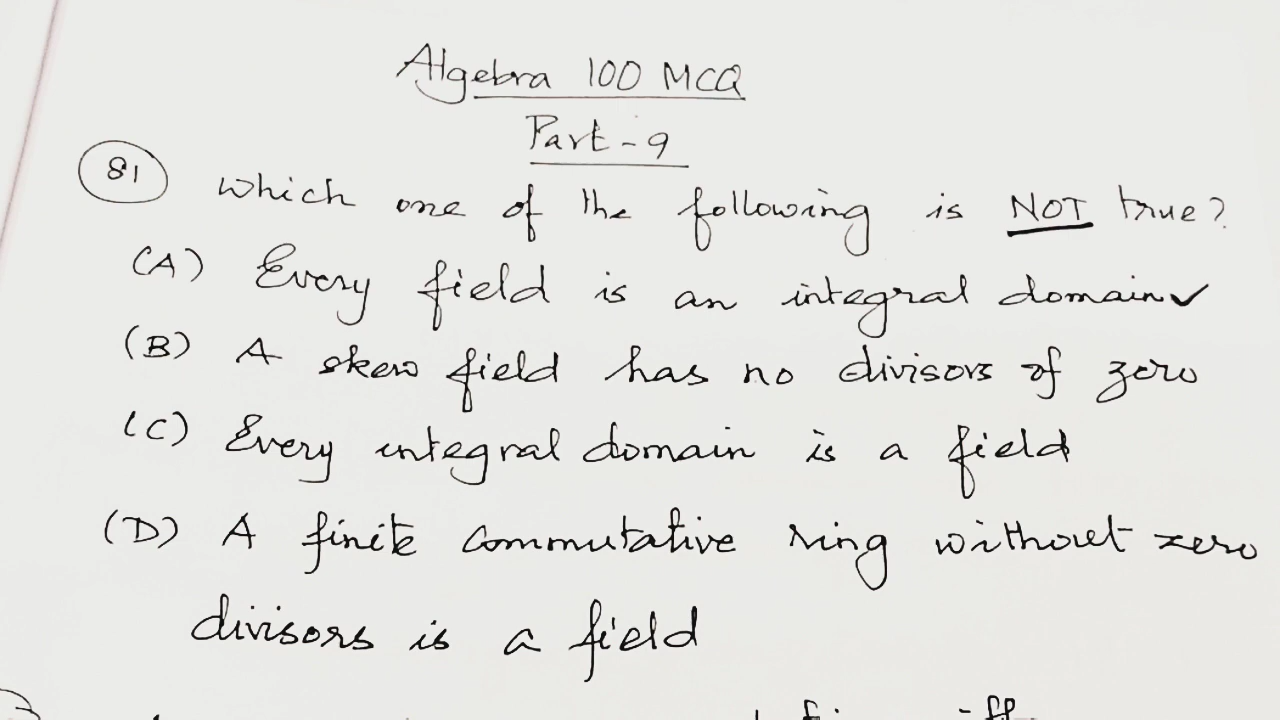 Algebra 100 MCQ
Part - 9
81 Which one of the following is NOT true?
(A) Every field is an integral domain ✓
(B) A skew field has no divisors of zero
(C) Every integral domain is a field
(D) A finite commutative ring without zero
divisors is a field